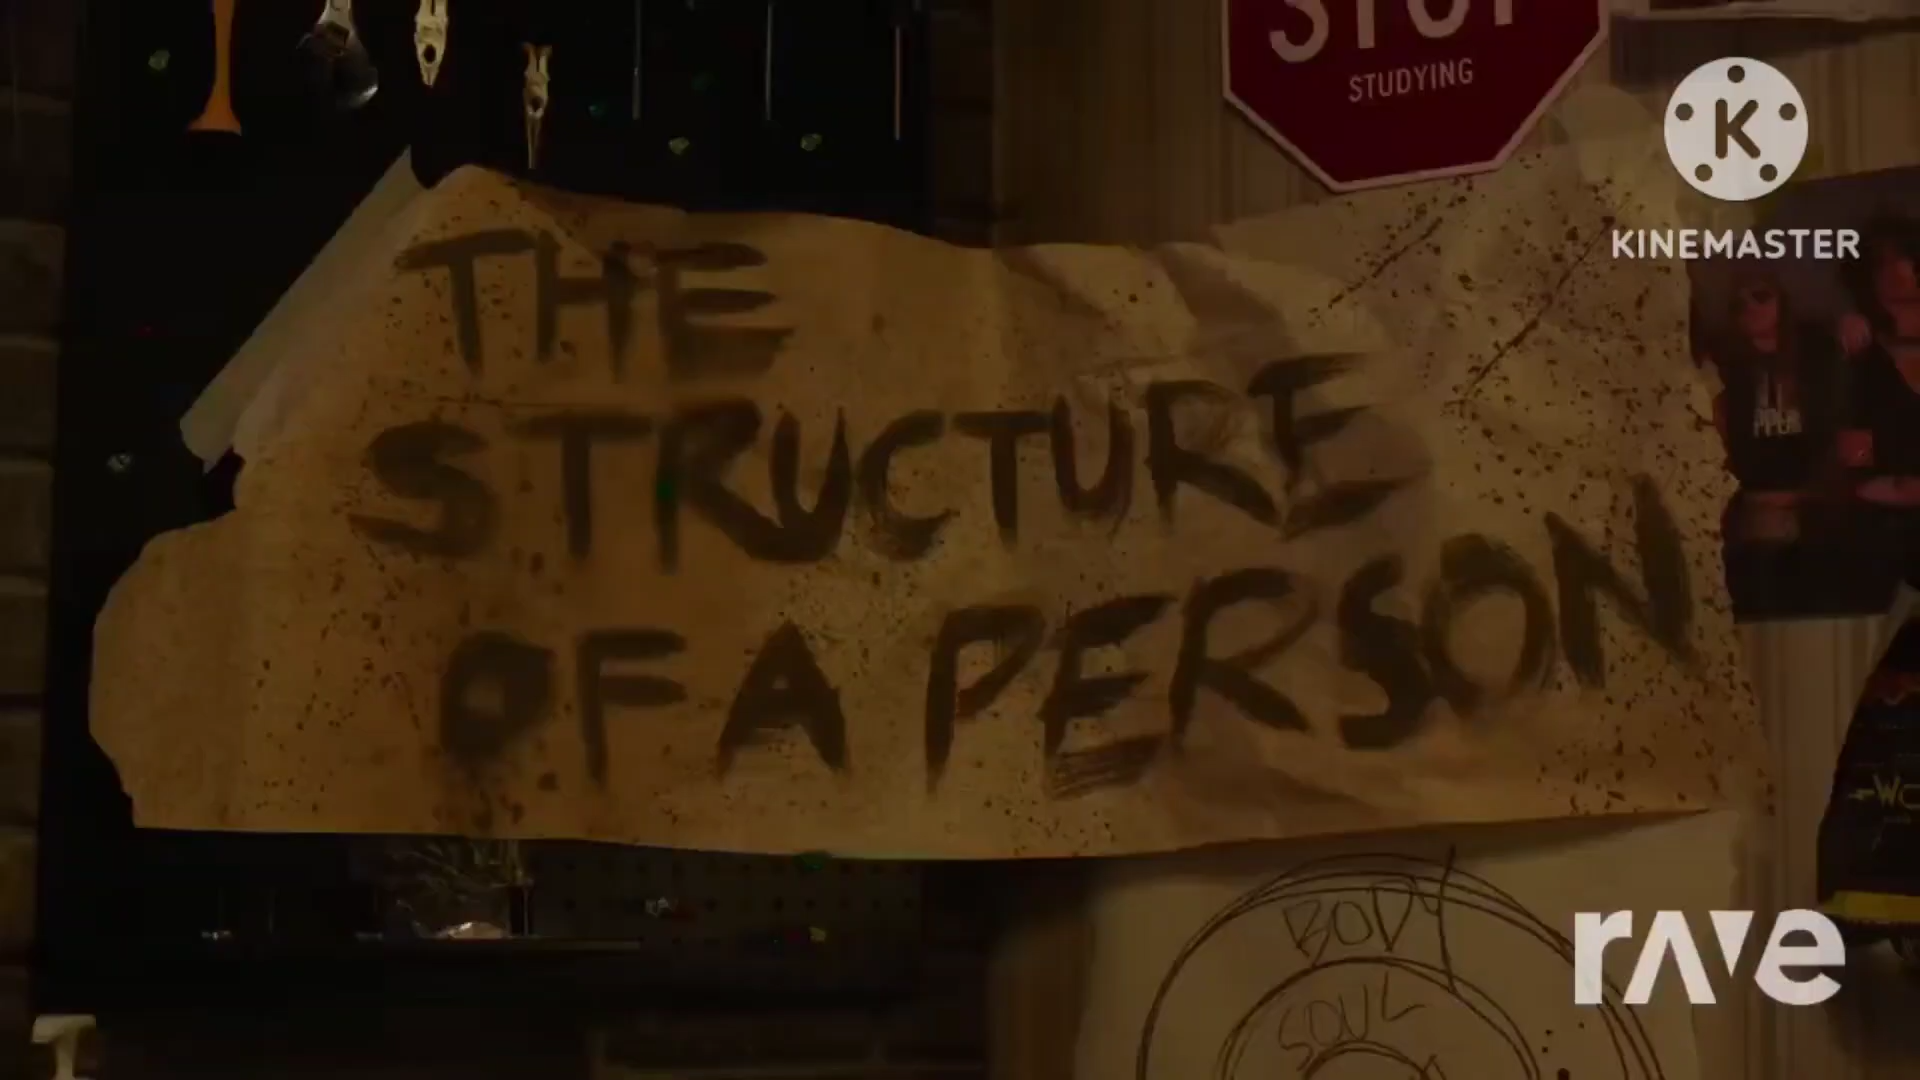 STOP
STUDYING
K
KINEMASTER
THE
STRUCTURE
OF A PERSON
BODY
SOUL
rave